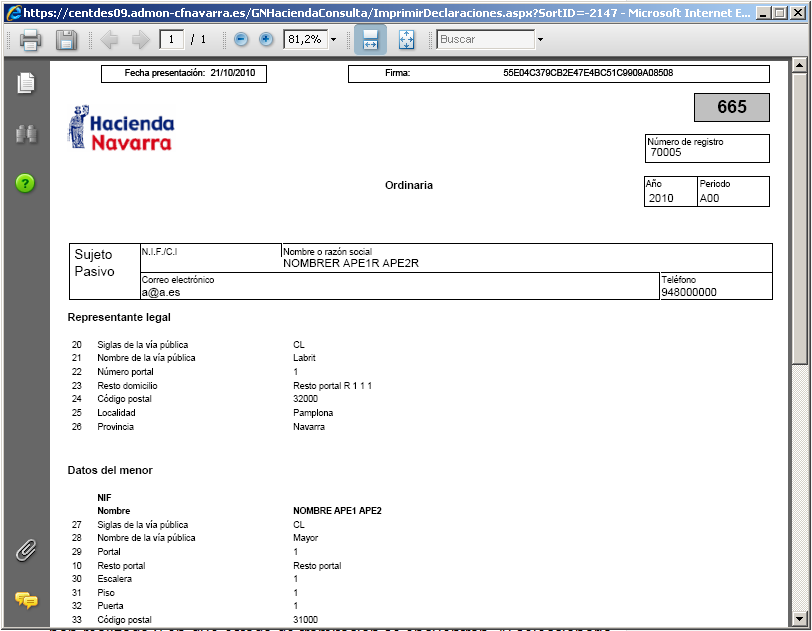 https://centdes09.admon-cfnavarra.es/GNHaciendaConsulta/ImprimirDeclaraciones.aspx?SortID=-2147 - Microsoft Internet E...
1 / 1 81,2% Buscar
Fecha presentación: 21/10/2010 Firma: 55E04C379CB2E47E4BC51C9909A08508
665
Hacienda
Navarra
Número de registro
70005
Ordinaria
Año Periodo
2010 A00
Sujeto Pasivo
N.I.F./C.I Nombre o razón social
NOMBRER APE1R APE2R
Correo electrónico Teléfono
a@a.es 948000000
Representante legal
20 Siglas de la vía pública CL
21 Nombre de la vía pública Labrit
22 Número portal 1
23 Resto domicilio Resto portal R 1 1 1
24 Código postal 32000
25 Localidad Pamplona
26 Provincia Navarra
Datos del menor
NIF
Nombre NOMBRE APE1 APE2
27 Siglas de la vía pública CL
28 Nombre de la vía pública Mayor
29 Portal 1
10 Resto portal Resto portal
30 Escalera 1
31 Piso 1
32 Puerta 1
33 Código postal 31000